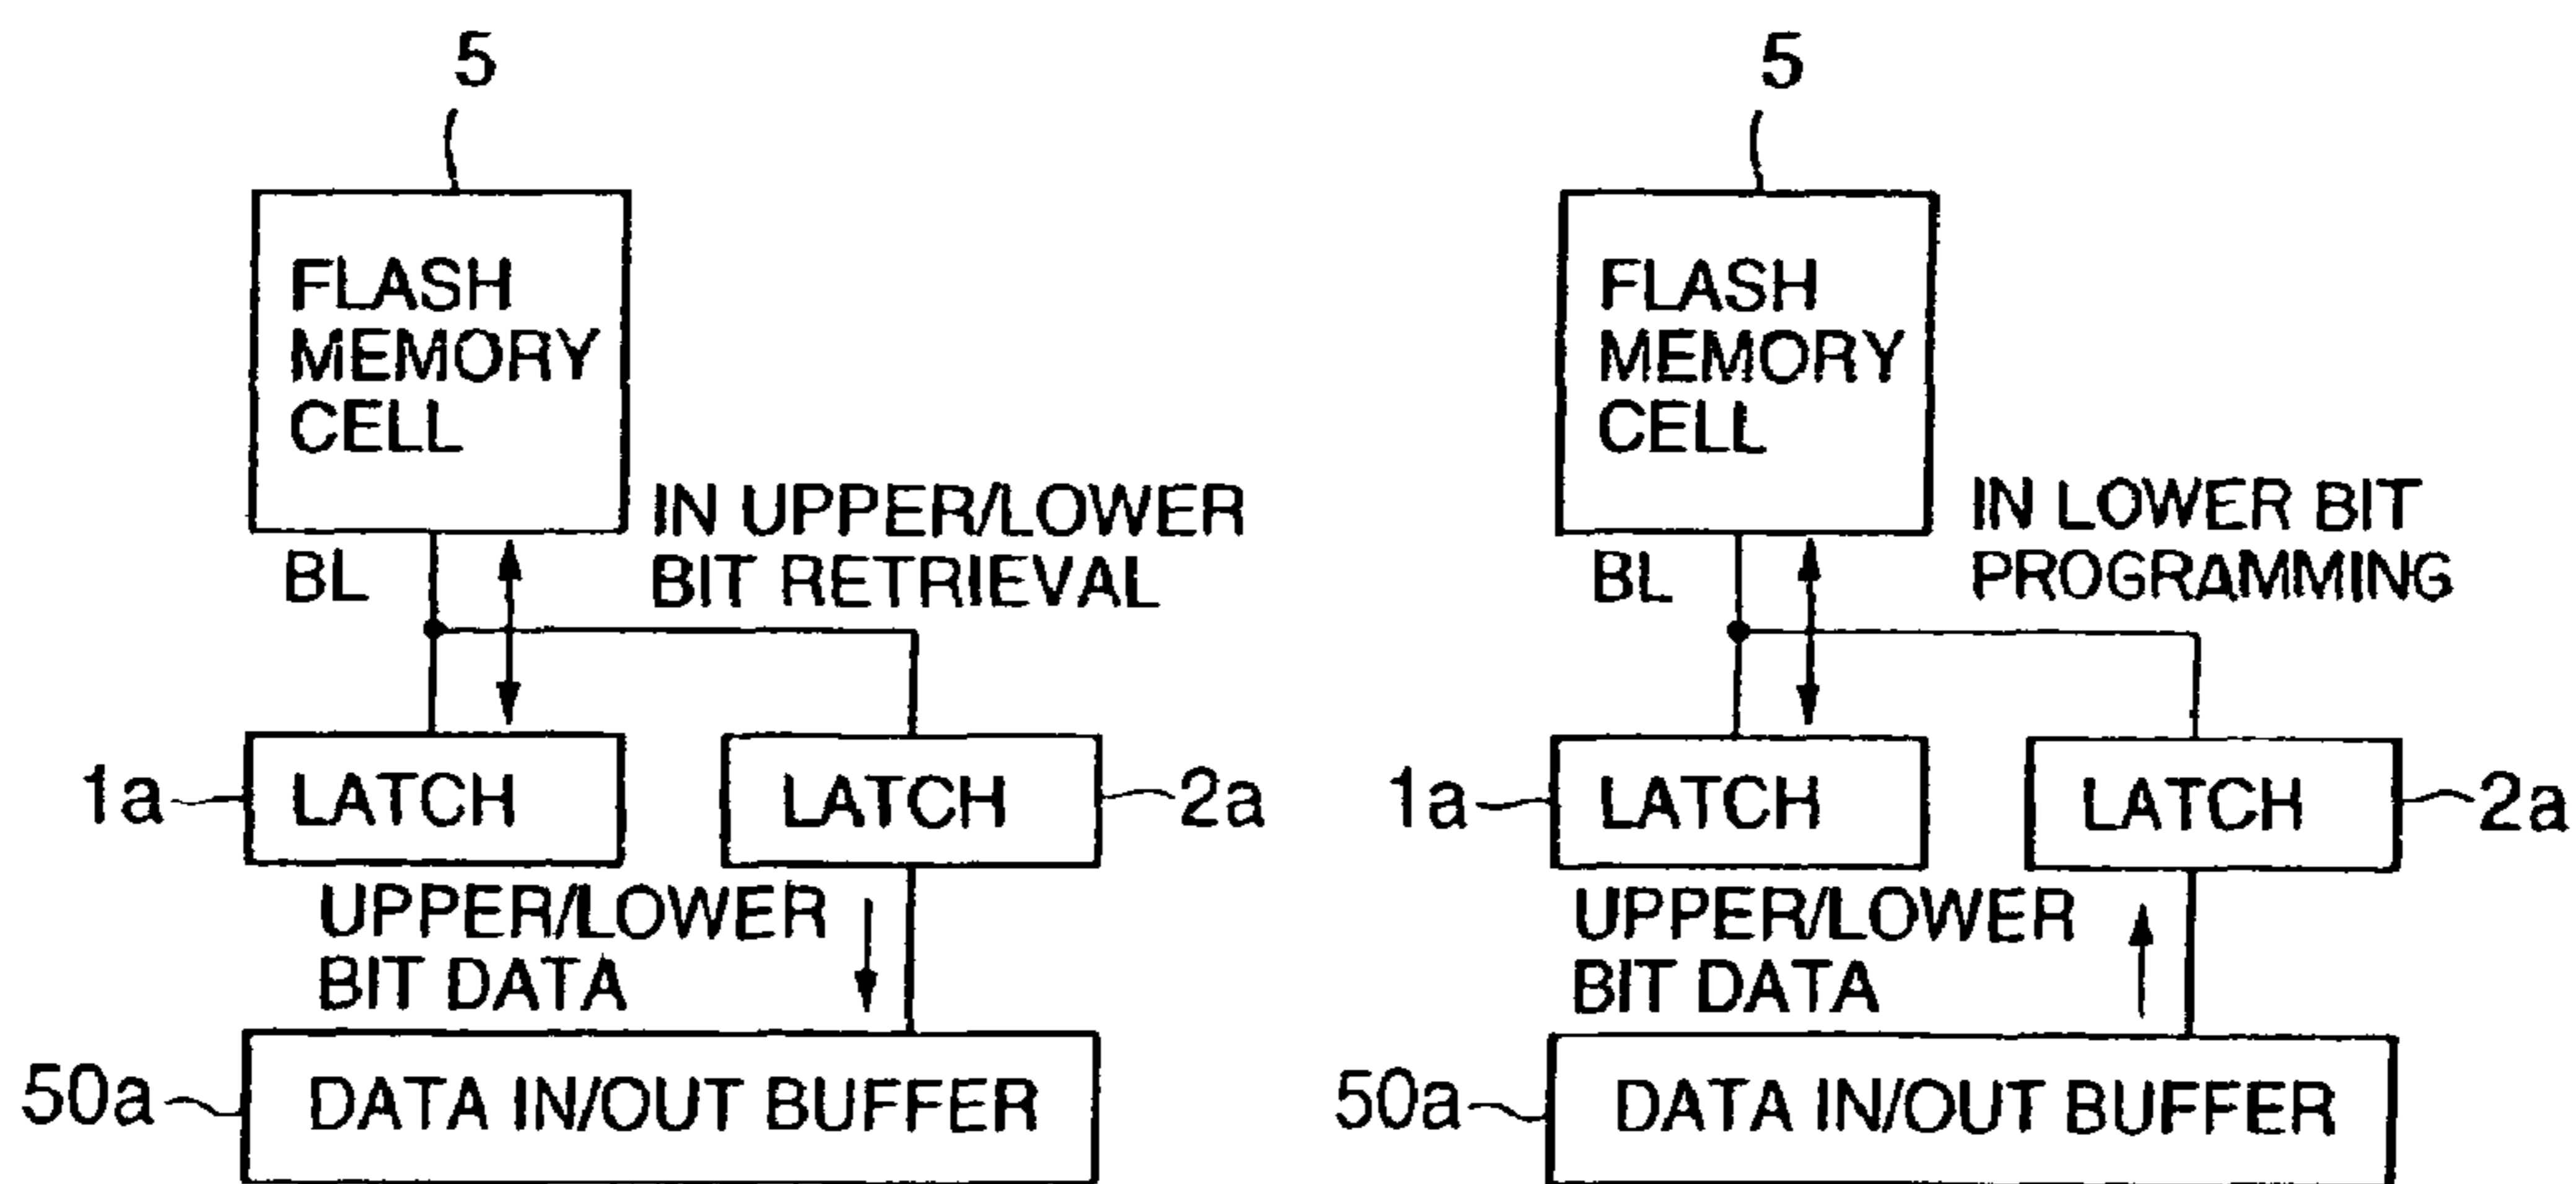 5
FLASH
MEMORY
CELL
IN UPPER/LOWER
BIT RETRIEVAL
BL
1a
LATCH
LATCH
2a
UPPER/LOWER
BIT DATA
50a
DATA IN/OUT BUFFER
5
FLASH
MEMORY
CELL
IN LOWER BIT
PROGRAMMING
BL
1a
LATCH
LATCH
2a
UPPER/LOWER
BIT DATA
50a
DATA IN/OUT BUFFER